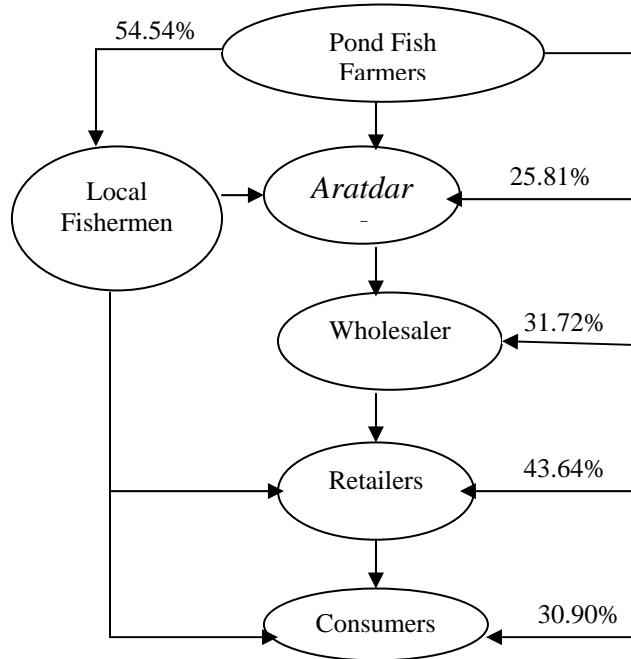 54.54%
Pond Fish
Farmers
Local
Fishermen
Aratdar
25.81%
Wholesaler
31.72%
Retailers
43.64%
Consumers
30.90%